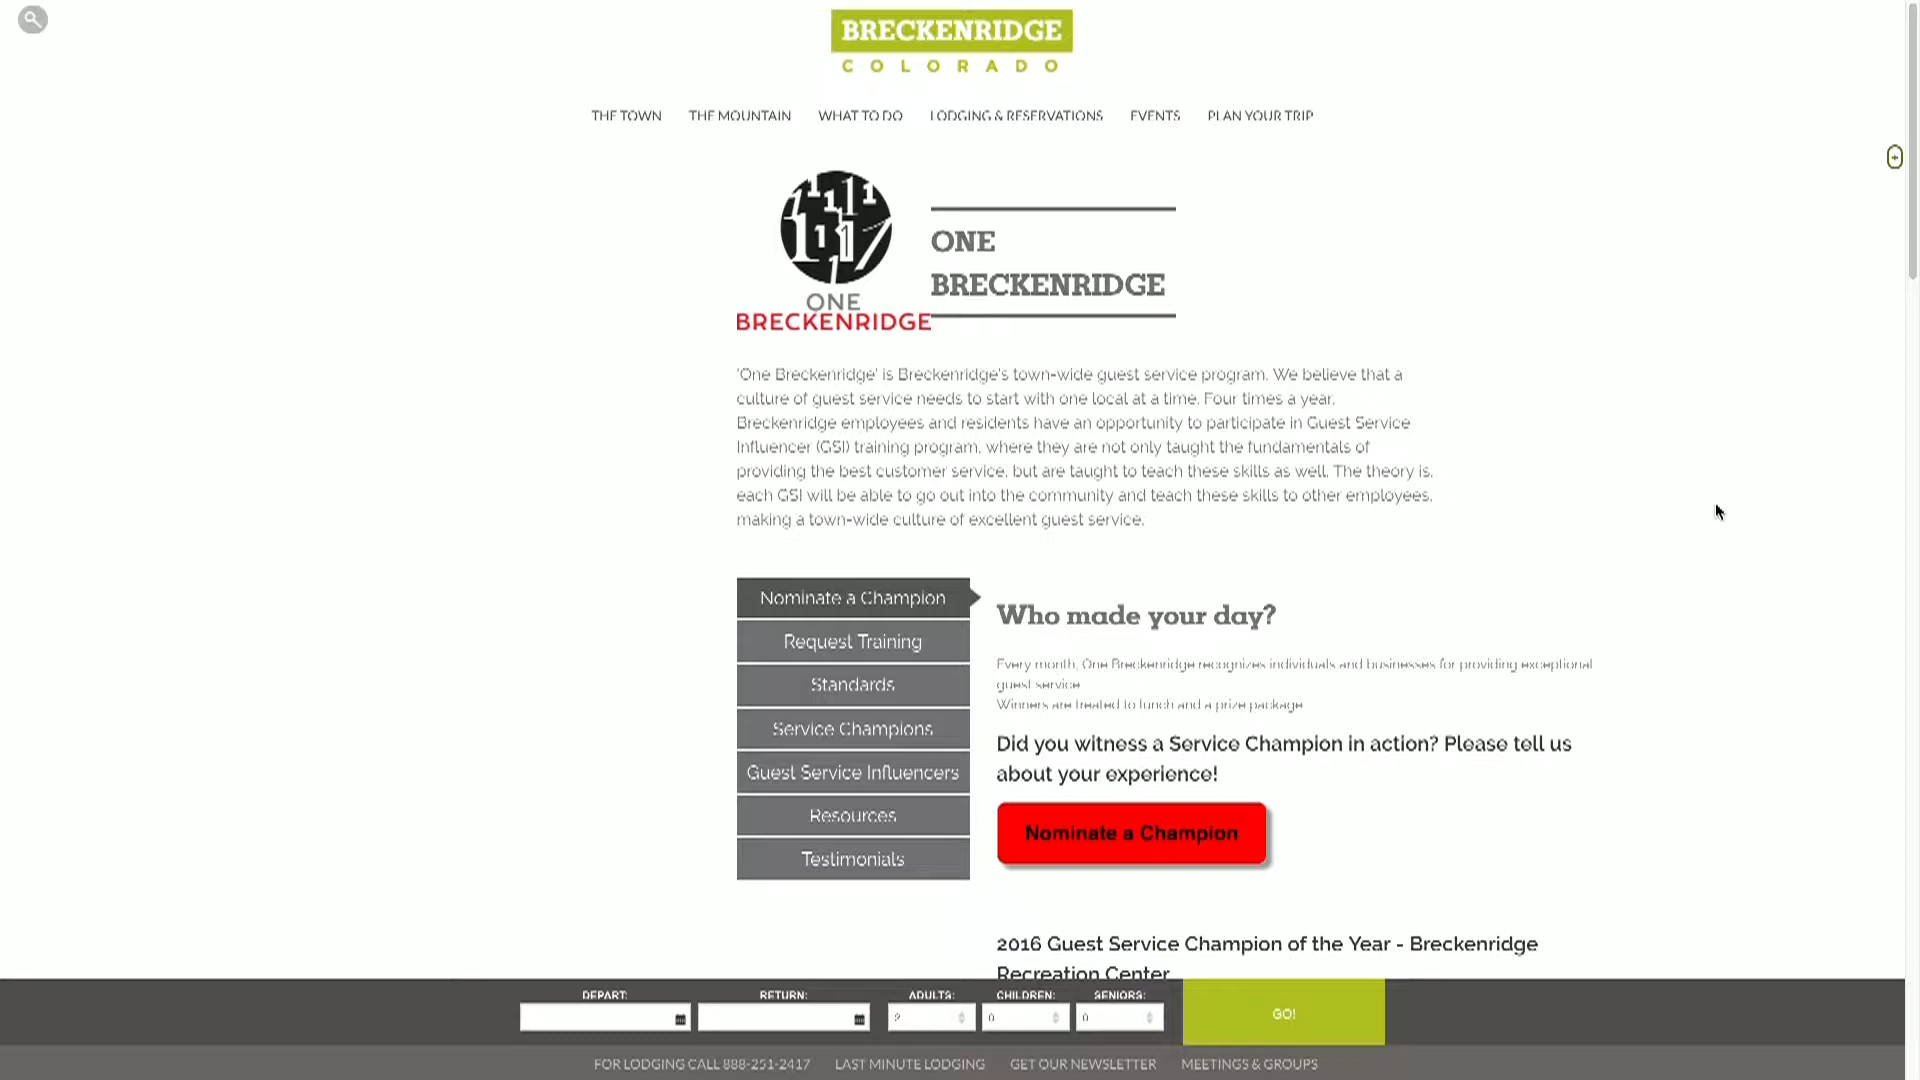 BRECKENRIDGE
COLORADO
THE TOWN THE MOUNTAIN WHAT TO DO LODGING & RESERVATIONS EVENTS PLAN YOUR TRIP
ONE
BRECKENRIDGE
ONE
BRECKENRIDGE
'One Breckenridge' is Breckenridge's town-wide guest service program. We believe that a
culture of guest service needs to start with one local at a time. Four times a year,
Breckenridge employees and residents have an opportunity to participate in Guest Service
Influencer (GSI) training program, where they are not only taught the fundamentals of
providing the best customer service, but are taught to teach these skills as well. The theory is,
each GSI will be able to go out into the community and teach these skills to other employees,
making a town-wide culture of excellent guest service.
Nominate a Champion
Request Training
Standards
Service Champions
Guest Service Influencers
Resources
Testimonials
Who made your day?
Every month, One Breckenridge recognizes individuals and businesses for providing exceptional
guest service
Winners are treated to lunch and a prize package
Did you witness a Service Champion in action? Please tell us
about your experience!
Nominate a Champion
2016 Guest Service Champion of the Year - Breckenridge
Recreation Center
DEPART: RETURN: ADULTS: CHILDREN: SENIORS:
2 0 0 GO!
FOR LODGING CALL 888-251-2417 LAST MINUTE LODGING GET OUR NEWSLETTER MEETINGS & GROUPS